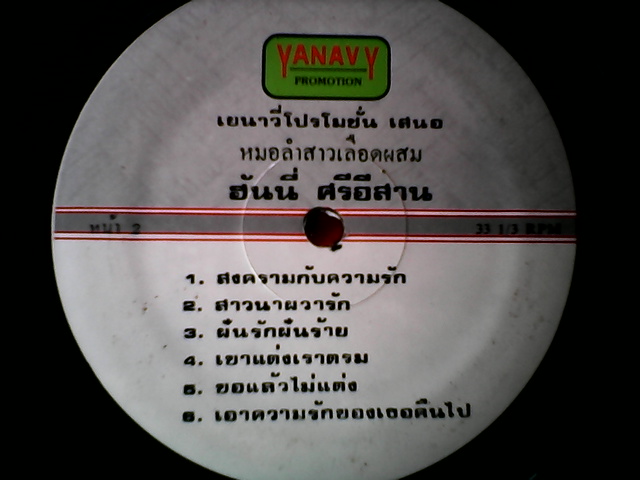 YANAVY
PROMOTION
เยนาวี่โปรโมชั่น เสนอ
หมอลำสาวเลือดผสม
ฮันนี่ ศรีอีสาน
หน้า 2
33 1/3 RPM
1. สงครามกับความรัก
2. สาวนาผวารัก
3. ฝันรักฝันร้าย
4. เขาแต่งเราตรม
5. ขอแล้วไม่แต่ง
6. เอาความรักของเธอคืนไป